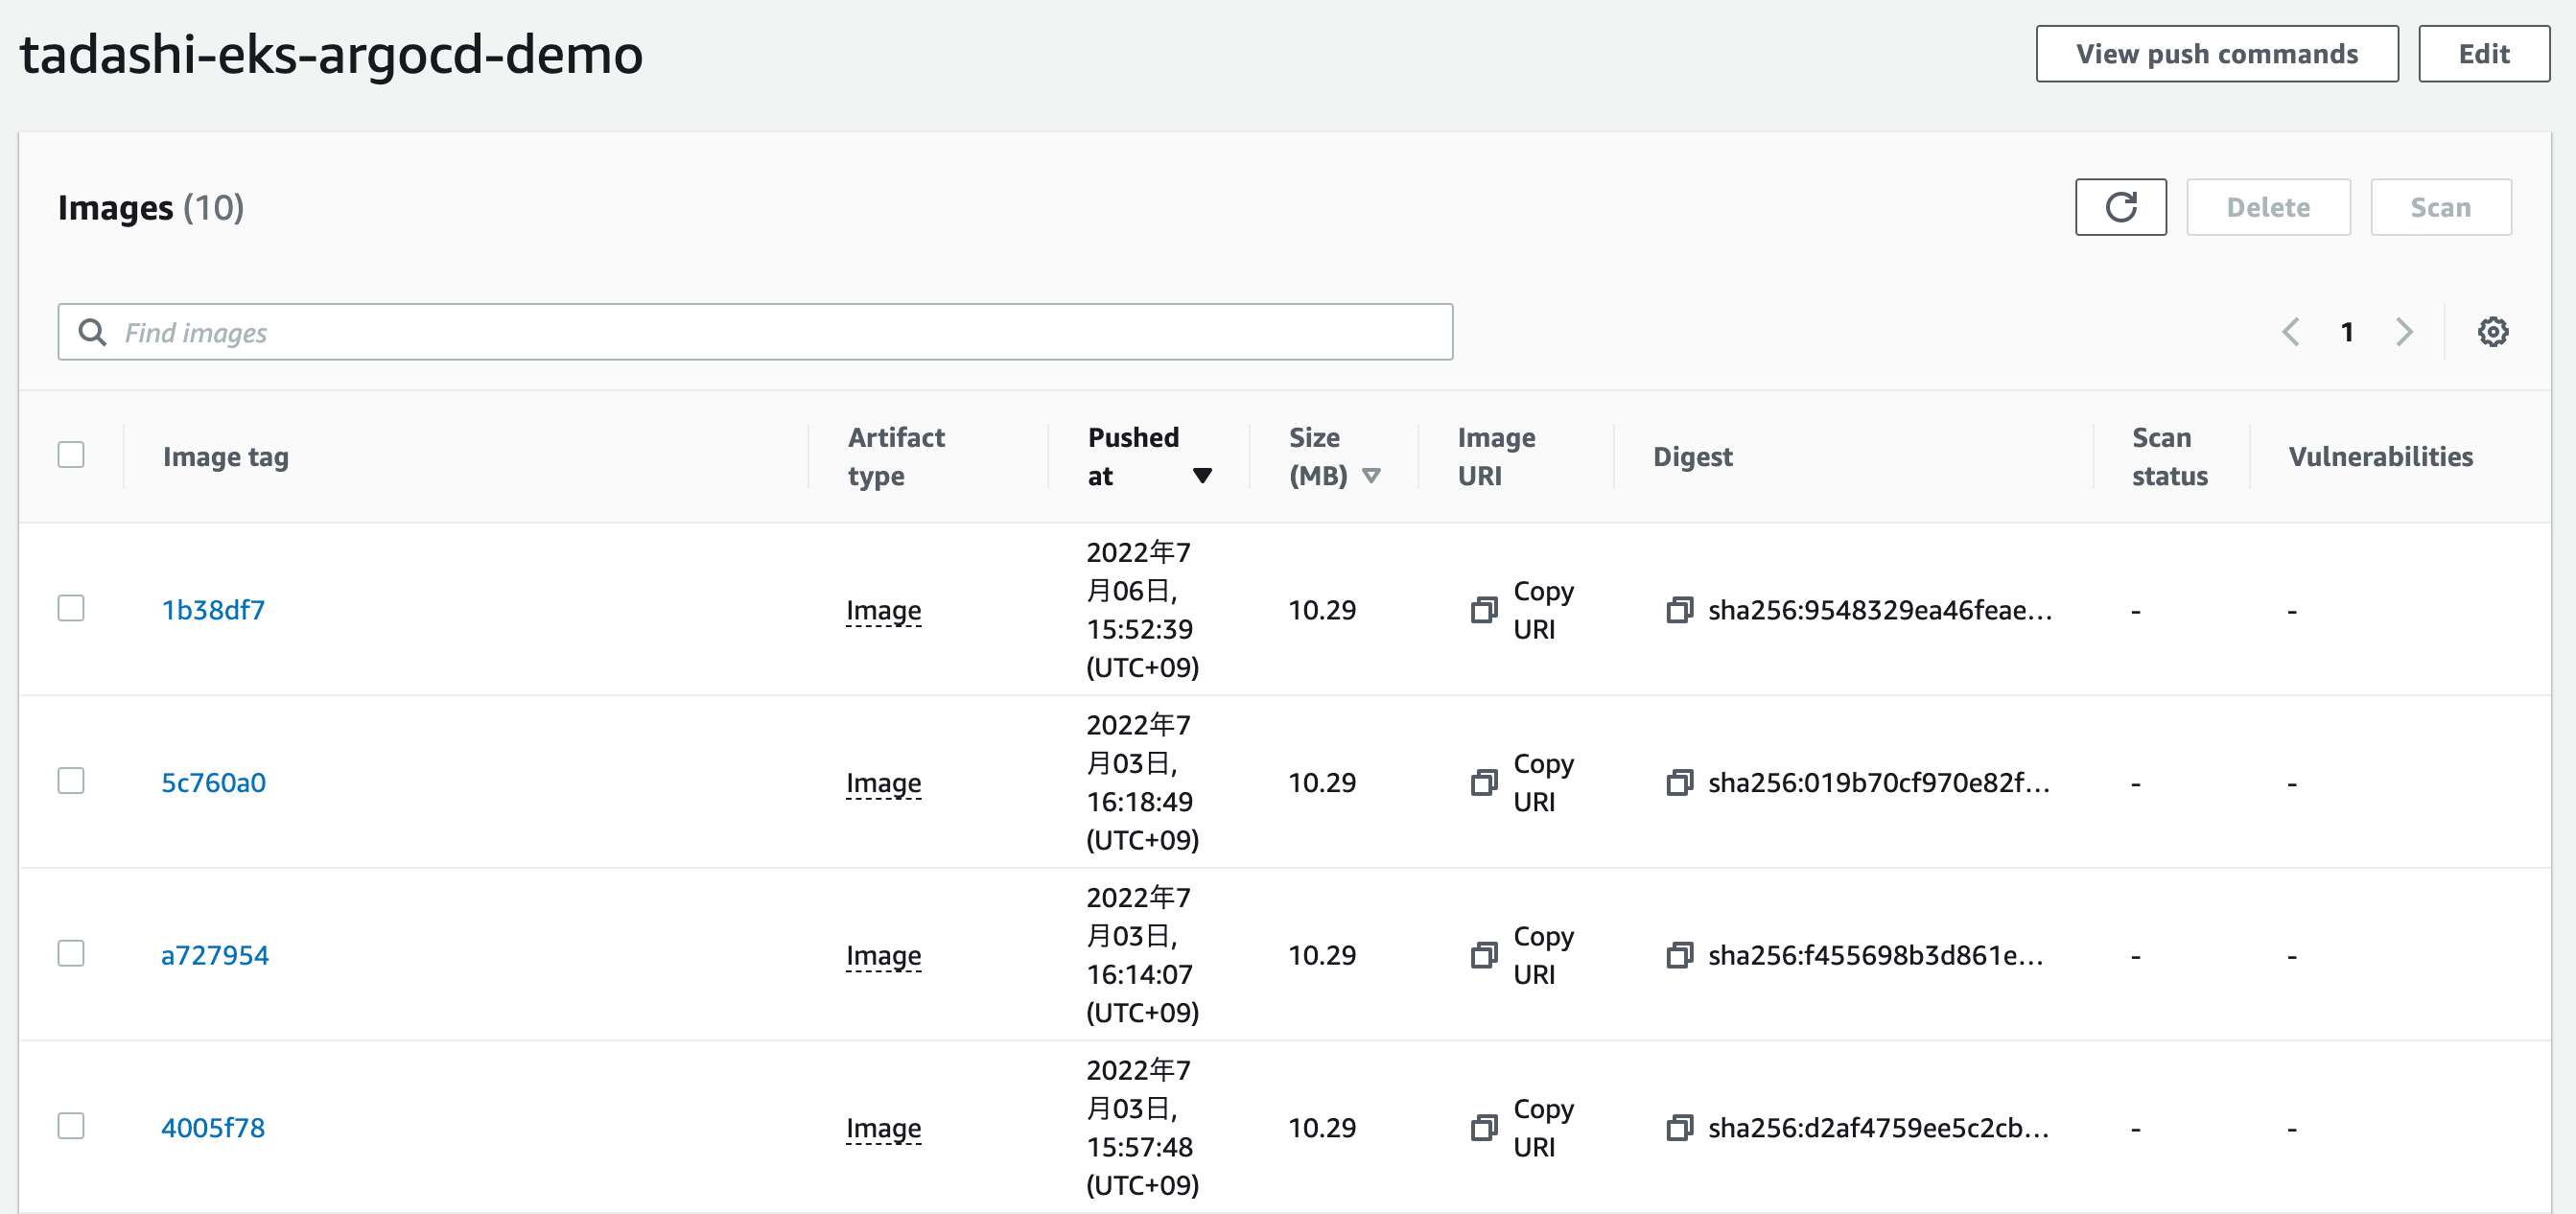 tadashi-eks-argocd-demo
View push commands
Edit
Images (10)
Delete
Scan
Find images
1
Image tag
Artifact
type
Pushed
at
Size
(MB)
Image
URI
Digest
Scan
status
Vulnerabilities
1b38df7
Image
2022年7
月06日,
15:52:39
(UTC+09)
10.29
Copy
URI
sha256:9548329ea46feae...
-
-
5c760a0
Image
2022年7
月03日,
16:18:49
(UTC+09)
10.29
Copy
URI
sha256:019b70cf970e82f...
-
-
a727954
Image
2022年7
月03日,
16:14:07
(UTC+09)
10.29
Copy
URI
sha256:f455698b3d861e...
-
-
4005f78
Image
2022年7
月03日,
15:57:48
(UTC+09)
10.29
Copy
URI
sha256:d2af4759ee5c2cb...
-
-